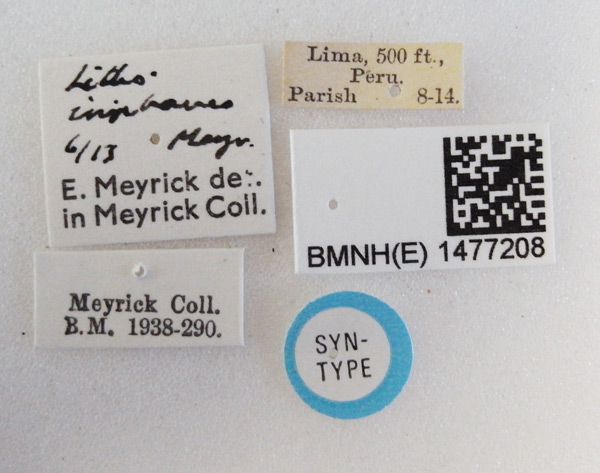 Litho.
6/13 Meyr.
E. Meyrick det.
in Meyrick Coll.
Lima, 500 ft.,
Peru.
Parish 8-14.
BMNH(E) 1477208
Meyrick Coll.
B.M. 1938-290.
SYN-
TYPE